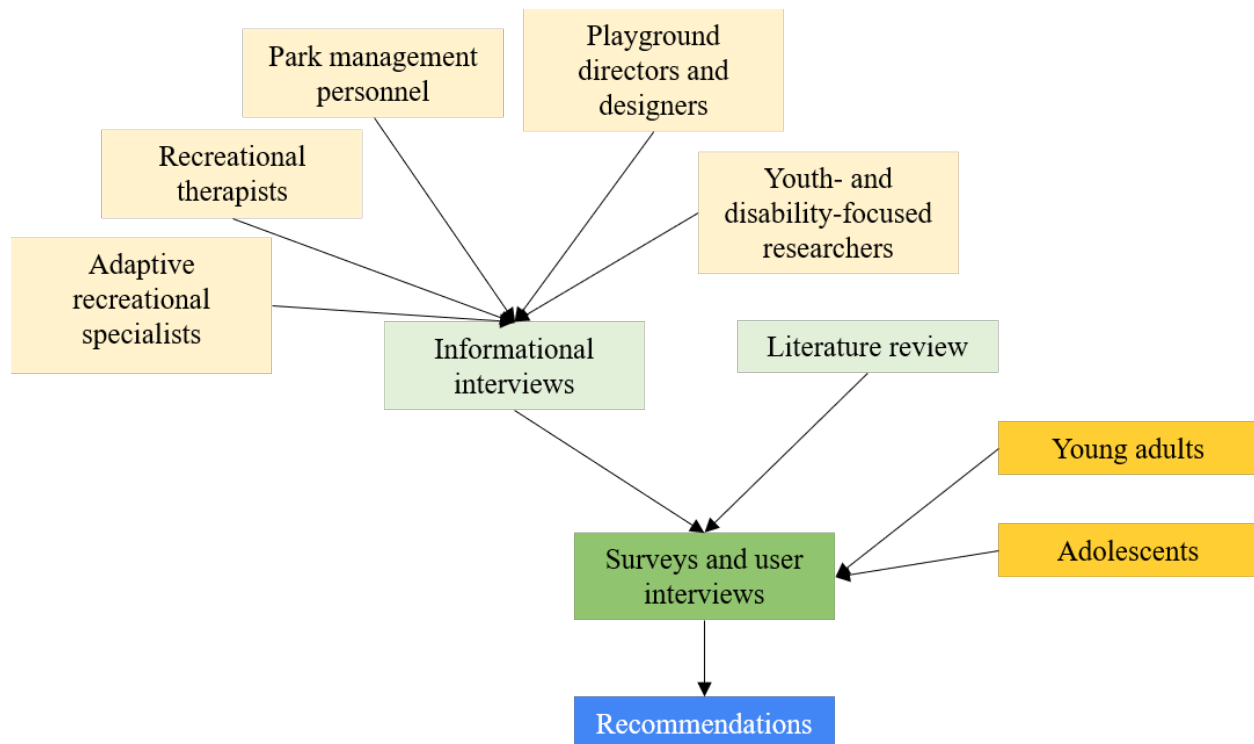 Playground
directors and
designers
Park management
personnel
Recreational
therapists
Youth- and
disability-focused
researchers
Adaptive
recreational
specialists
Informational
interviews
Literature review
Young adults
Adolescents
Surveys and user
interviews
Recommendations